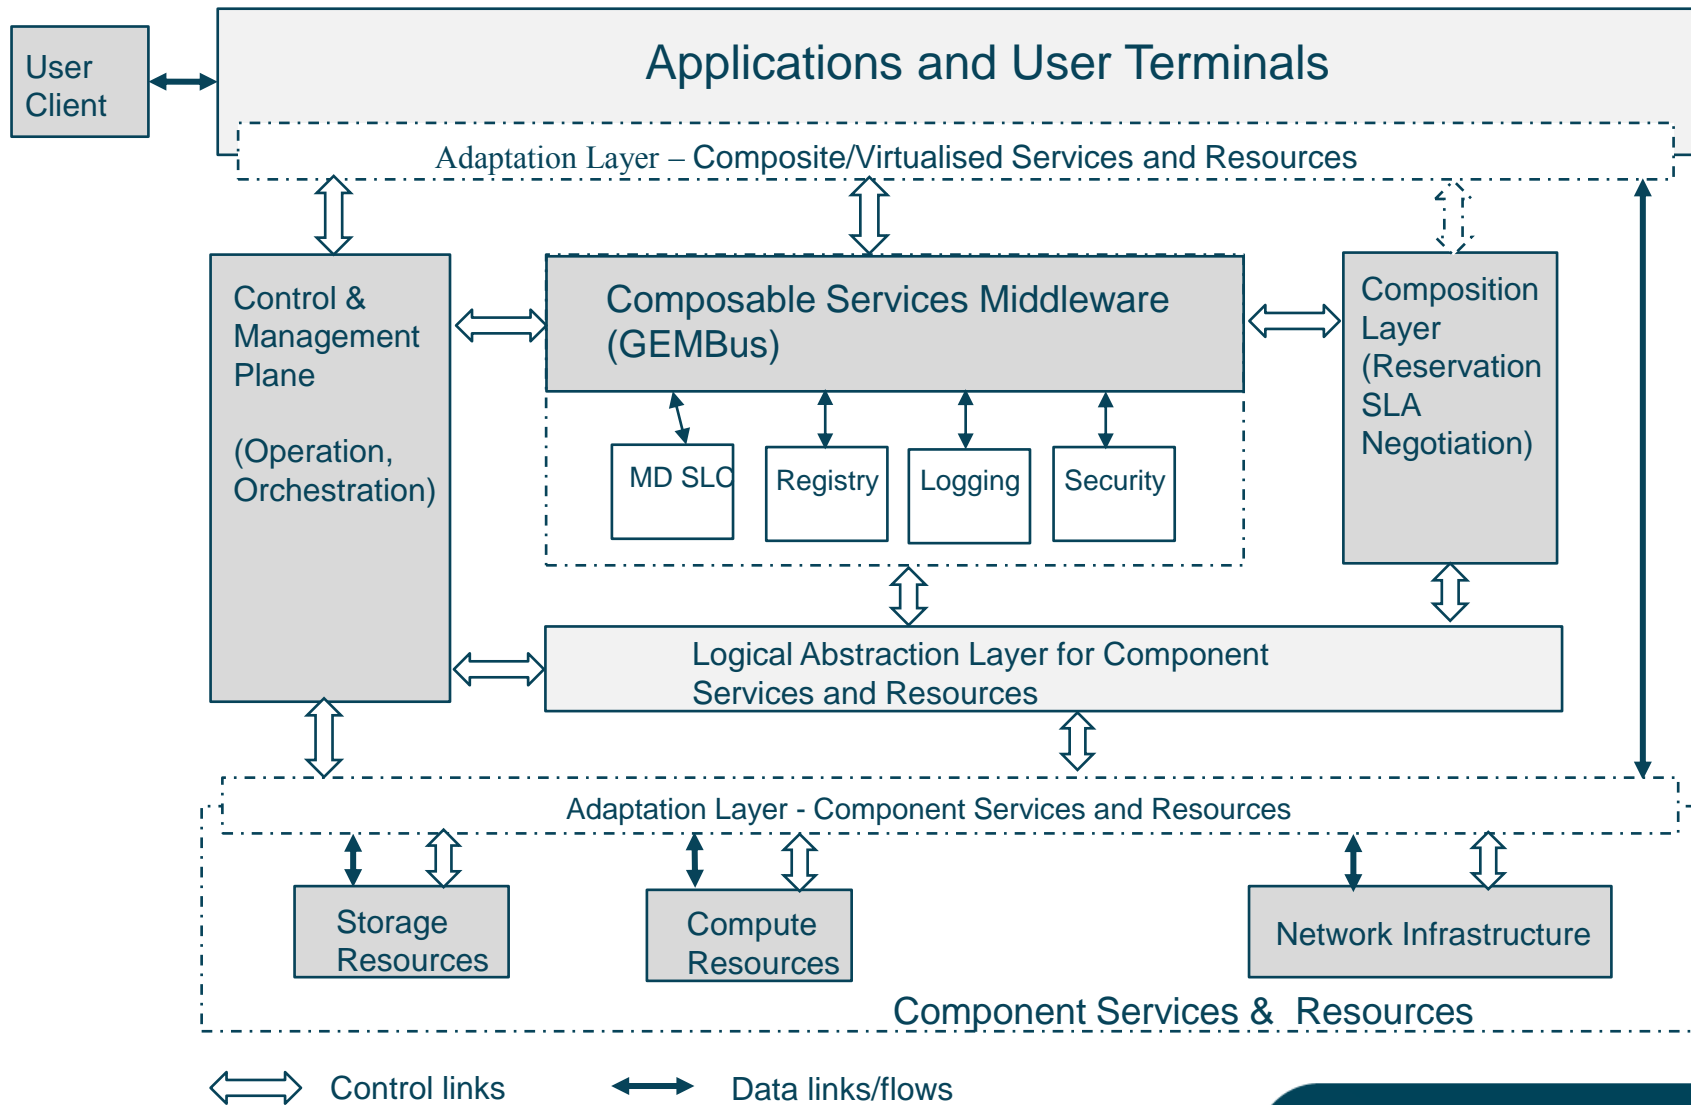 User
Client
Applications and User Terminals
Adaptation Layer – Composite/Virtualised Services and Resources
Control &
Management
Plane
(Operation,
Orchestration)
Composable Services Middleware
(GEMBus)
Composition
Layer
(Reservation
SLA
Negotiation)
MD SLC
Registry
Logging
Security
Logical Abstraction Layer for Component
Services and Resources
Adaptation Layer - Component Services and Resources
Storage
Resources
Compute
Resources
Network Infrastructure
Component Services & Resources
Control links
Data links/flows